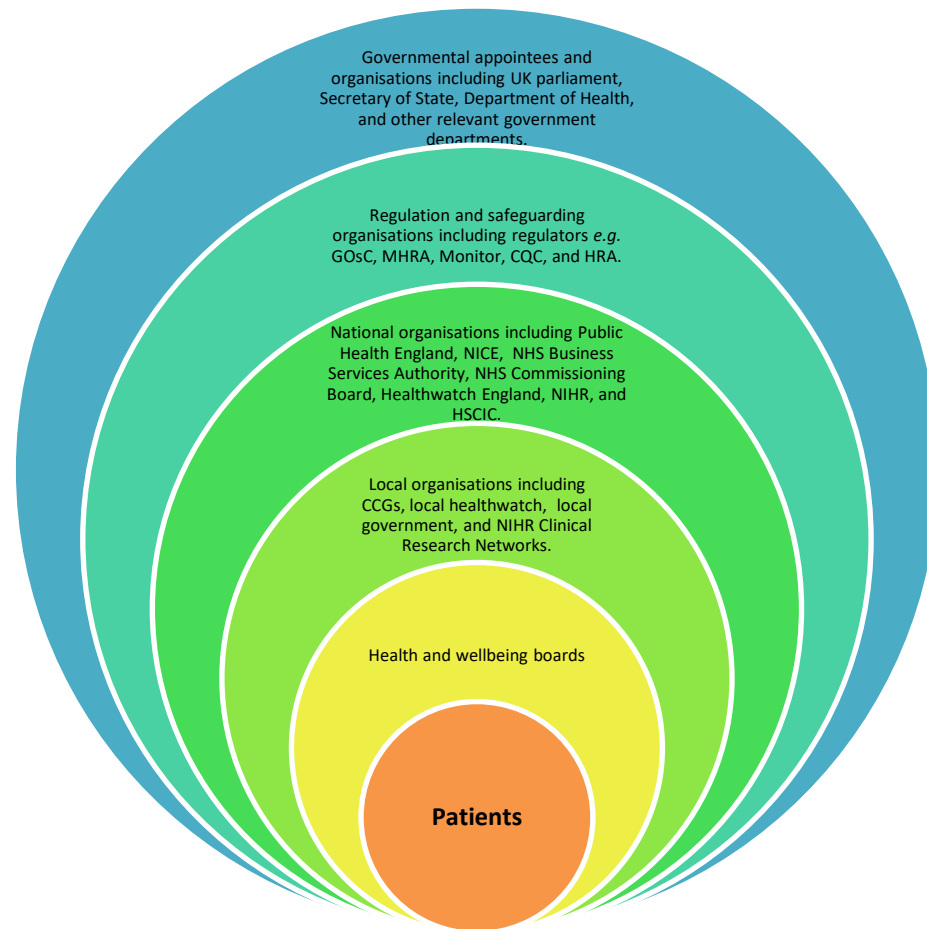 Governmental appointees and
organisations including UK parliament,
Secretary of State, Department of Health,
and other relevant government
departments.
Regulation and safeguarding
organisations including regulators e.g.
GOsC, MHRA, Monitor, CQC, and HRA.
National organisations including Public
Health England, NICE, NHS Business
Services Authority, NHS Commissioning
Board, Healthwatch England, NIHR, and
HSCIC.
Local organisations including
CCGs, local healthwatch, local
government, and NIHR Clinical
Research Networks.
Health and wellbeing boards
Patients